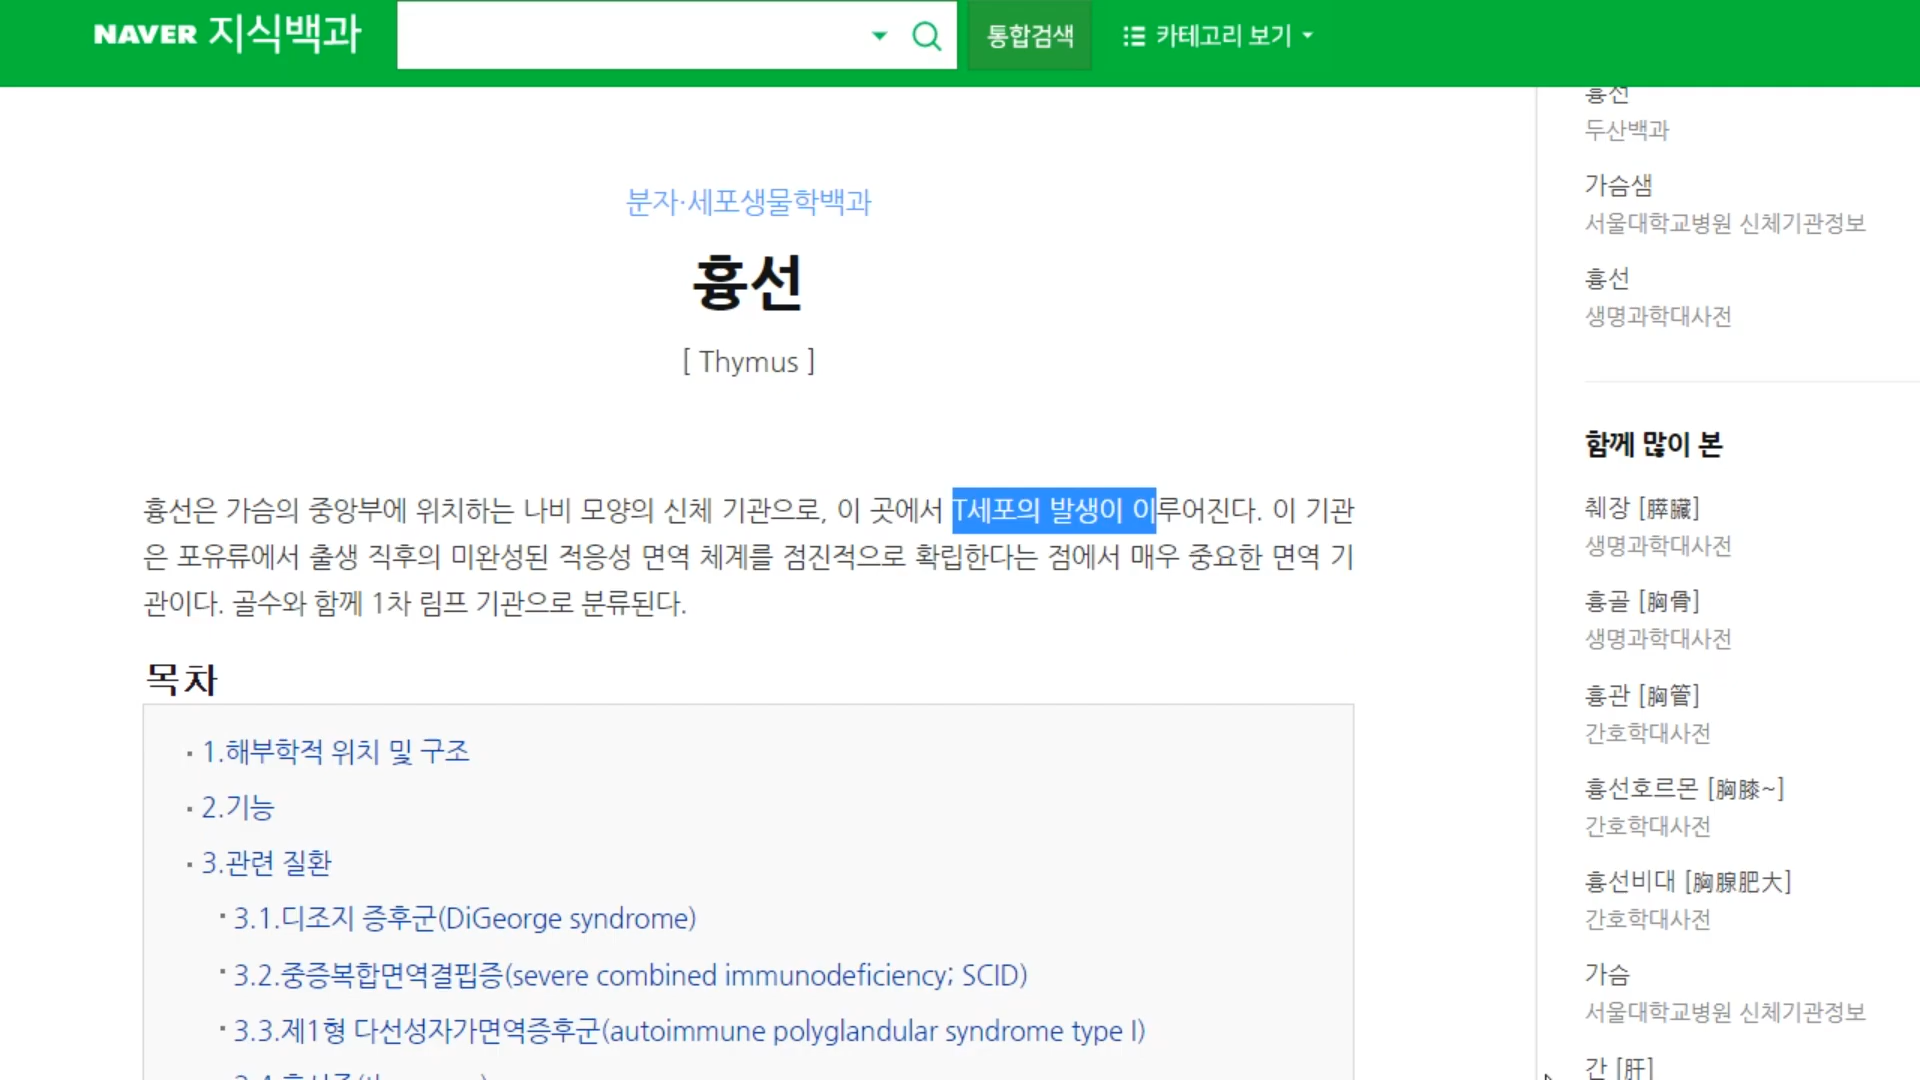 NAVER 지식백과
통합검색
카테고리 보기
분자·세포생물학백과
흉선
[ Thymus ]
흉선은 가슴의 중앙부에 위치하는 나비 모양의 신체 기관으로, 이 곳에서 T세포의 발생이 이루어진다. 이 기관
은 포유류에서 출생 직후의 미완성된 적응성 면역 체계를 점진적으로 확립한다는 점에서 매우 중요한 면역 기
관이다. 골수와 함께 1차 림프 기관으로 분류된다.
목차
1.해부학적 위치 및 구조
2.기능
3.관련 질환
3.1.디조지 증후군(DiGeorge syndrome)
3.2.중증복합면역결핍증(severe combined immunodeficiency; SCID)
3.3.제1형 다선성자가면역증후군(autoimmune polyglandular syndrome type I)
흉선
두산백과
가슴샘
서울대학교병원 신체기관정보
흉선
생명과학대사전
함께 많이 본
췌장 [膵臟]
생명과학대사전
흉골 [胸骨]
생명과학대사전
흉관 [胸管]
간호학대사전
흉선호르몬 [胸膝~]
간호학대사전
흉선비대 [胸腺肥大]
간호학대사전
가슴
서울대학교병원 신체기관정보
간 [肝]